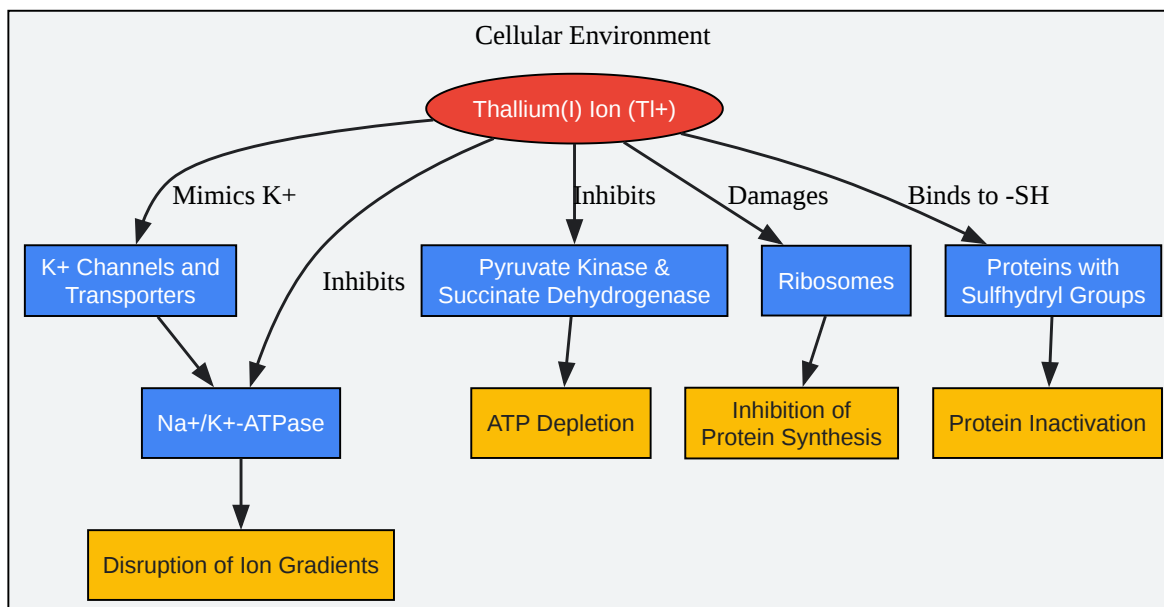 Cellular Environment
Thallium(I) Ion (Tl+)
Mimics K+
Inhibits
Damages
Binds to -SH
K+ Channels and
Transporters
Inhibits
Pyruvate Kinase &
Succinate Dehydrogenase
Ribosomes
Proteins with
Sulfhydryl Groups
Na+/K+-ATPase
ATP Depletion
Inhibition of
Protein Synthesis
Protein Inactivation
Disruption of Ion Gradients